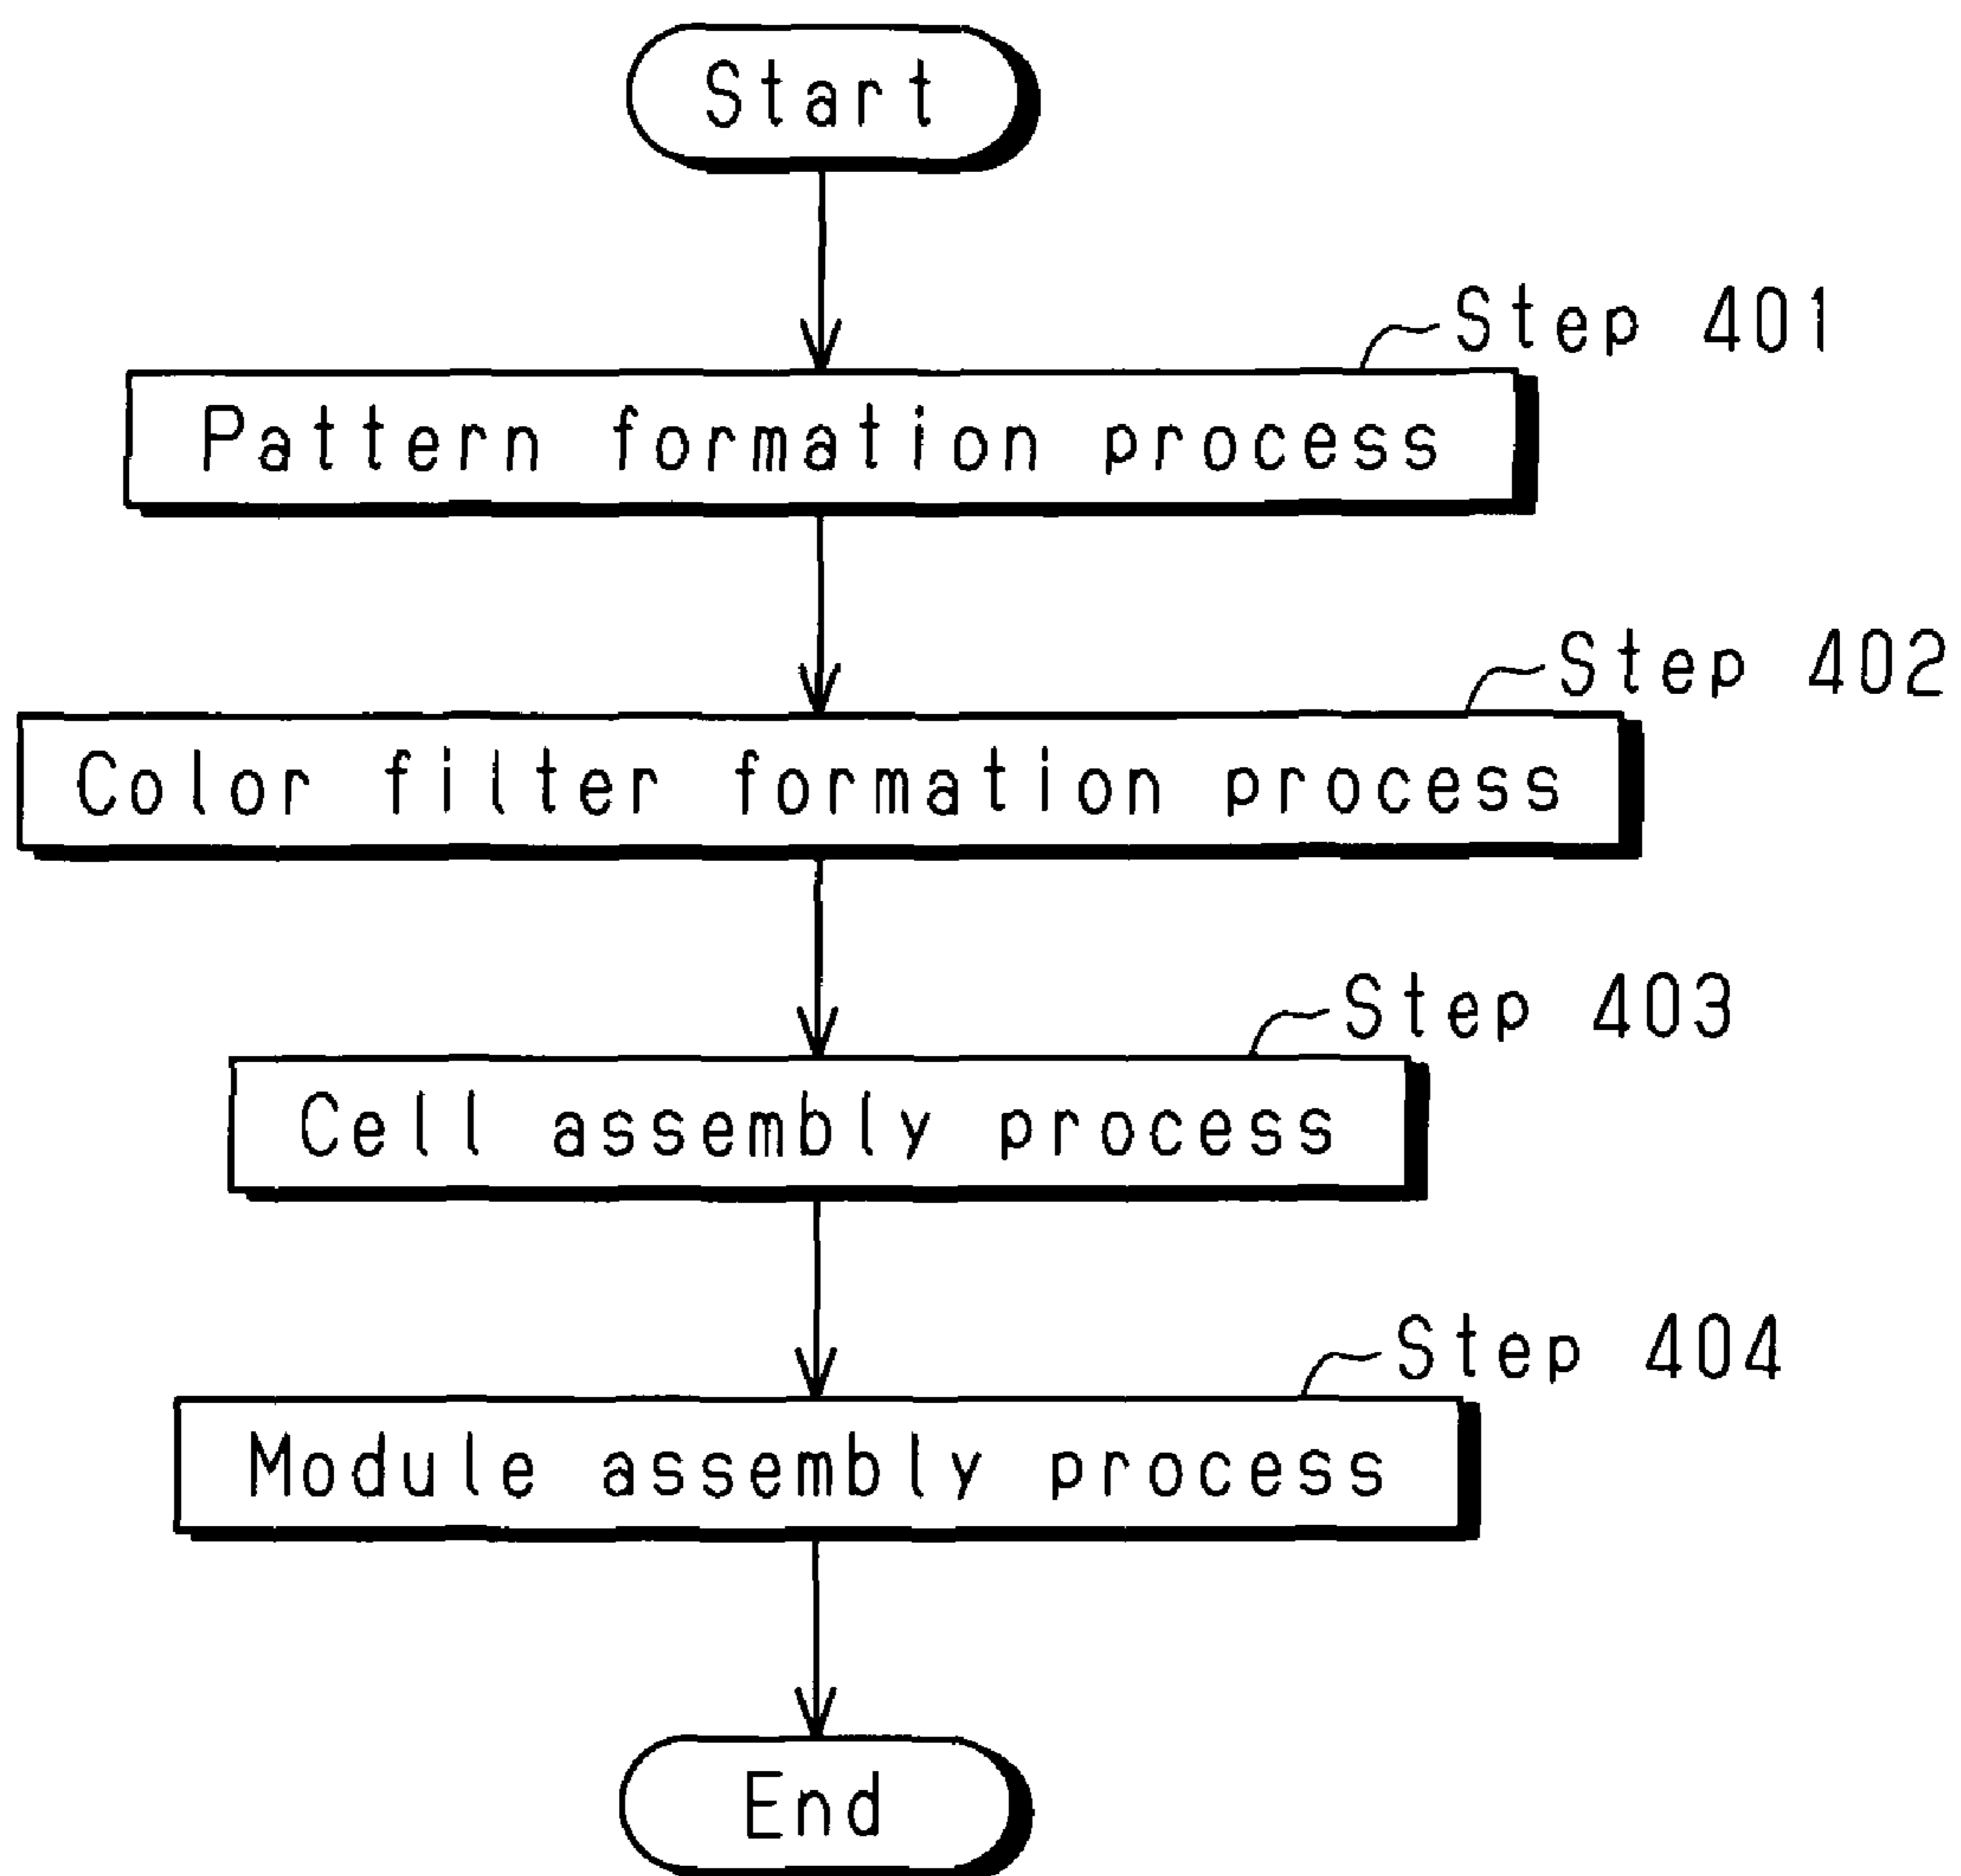 Start
Step 401
Pattern formation process
Step 402
Color filter formation process
Step 403
Cell assembly process
Step 404
Module assembly process
End